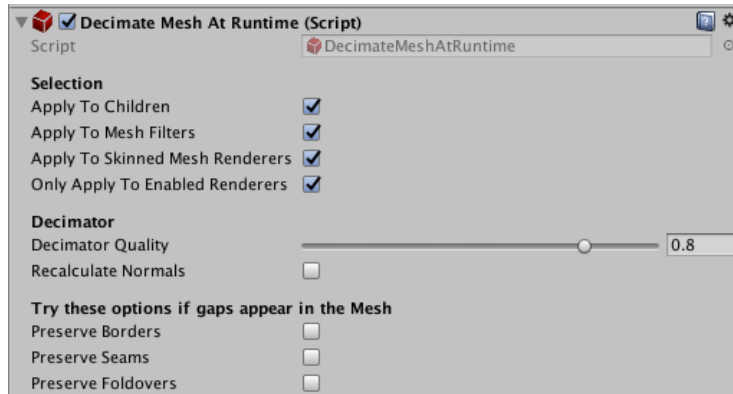 Decimate Mesh At Runtime (Script)
Script DecimateMeshAtRuntime
Selection
Apply To Children
Apply To Mesh Filters
Apply To Skinned Mesh Renderers
Only Apply To Enabled Renderers
Decimator
Decimator Quality 0.8
Recalculate Normals
Try these options if gaps appear in the Mesh
Preserve Borders
Preserve Seams
Preserve Foldovers